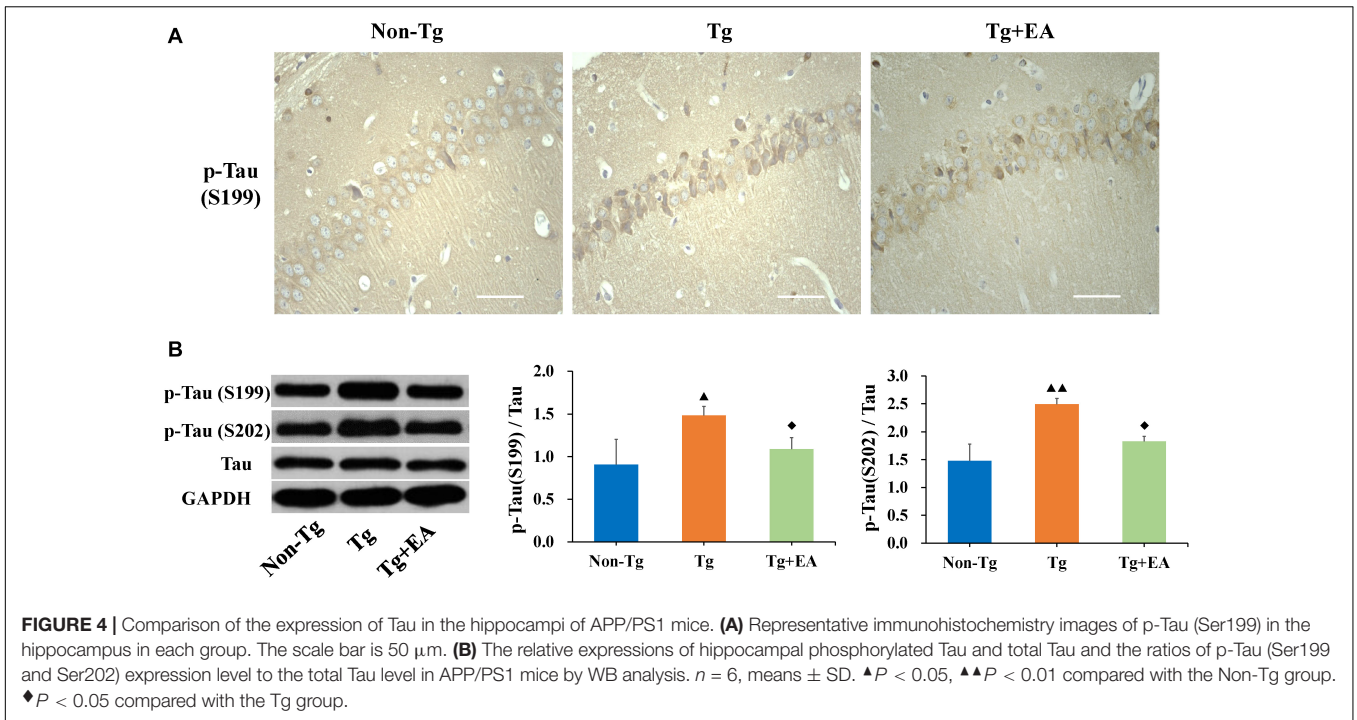 A
Non-Tg Tg Tg+EA
p-Tau
(S199)
B
p-Tau (S199)
p-Tau (S202)
Tau
GAPDH
Non-Tg Tg Tg+EA
p-Tau(S199) / Tau
2.0
1.5
1.0
0.5
0.0
▲
◆
Non-Tg Tg Tg+EA
p-Tau(S202) / Tau
3.0
2.5
2.0
1.5
1.0
0.5
0.0
▲▲
◆
Non-Tg Tg Tg+EA
FIGURE 4 | Comparison of the expression of Tau in the hippocampi of APP/PS1 mice. (A) Representative immunohistochemistry images of p-Tau (Ser199) in the
hippocampus in each group. The scale bar is 50 μm. (B) The relative expressions of hippocampal phosphorylated Tau and total Tau and the ratios of p-Tau (Ser199
and Ser202) expression level to the total Tau level in APP/PS1 mice by WB analysis. n = 6, means ± SD. ▲P < 0.05, ▲▲P < 0.01 compared with the Non-Tg group.
◆P < 0.05 compared with the Tg group.